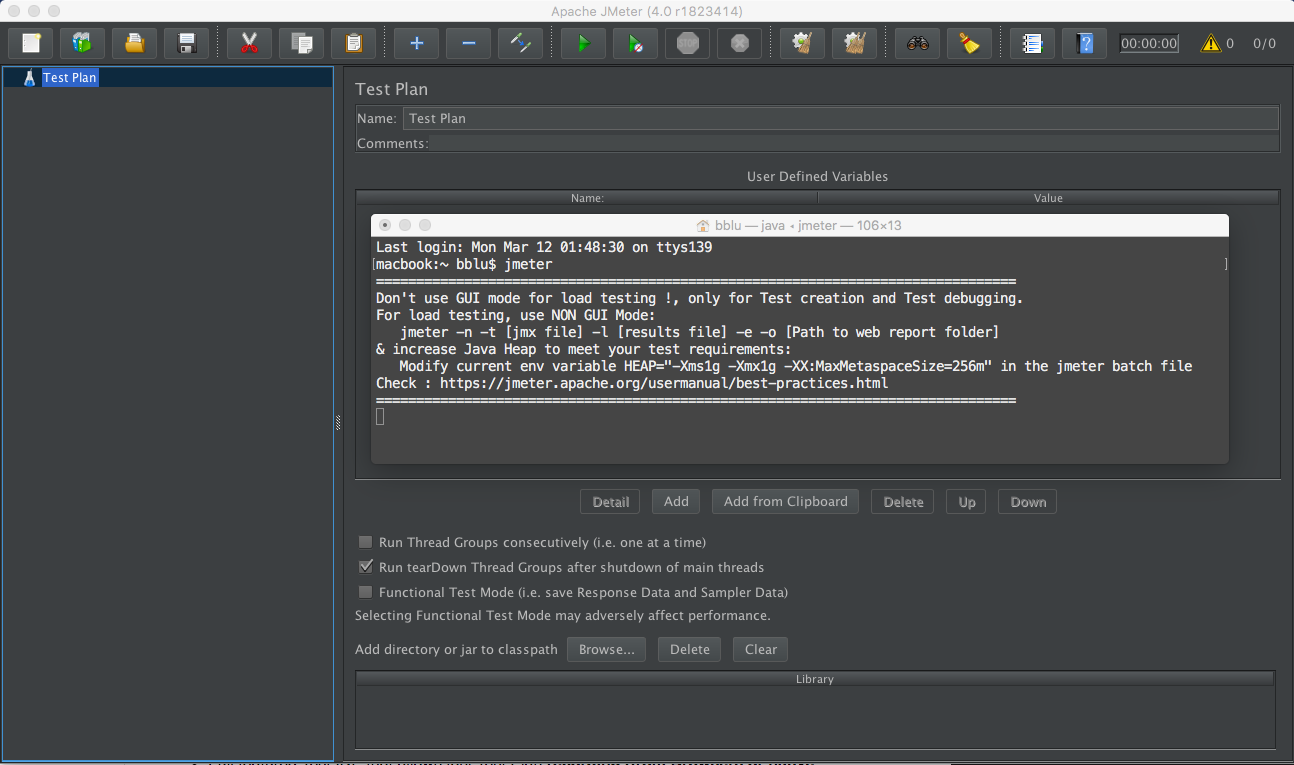 Apache JMeter (4.0 r1823414)
STOP
?
00:00:00
0
0/0
Test Plan
Test Plan
Name:
Test Plan
Comments:
User Defined Variables
Name:
Value
bblu — java ◂ jmeter — 106×13
Last login: Mon Mar 12 01:48:30 on ttys139
[macbook:~ bblu$ jmeter ]
================================================================================
Don't use GUI mode for load testing !, only for Test creation and Test debugging.
For load testing, use NON GUI Mode:
jmeter -n -t [jmx file] -l [results file] -e -o [Path to web report folder]
& increase Java Heap to meet your test requirements:
Modify current env variable HEAP="-Xms1g -Xmx1g -XX:MaxMetaspaceSize=256m" in the jmeter batch file
Check : https://jmeter.apache.org/usermanual/best-practices.html
================================================================================
Detail
Add
Add from Clipboard
Delete
Up
Down
Run Thread Groups consecutively (i.e. one at a time)
Run tearDown Thread Groups after shutdown of main threads
Functional Test Mode (i.e. save Response Data and Sampler Data)
Selecting Functional Test Mode may adversely affect performance.
Add directory or jar to classpath
Browse...
Delete
Clear
Library